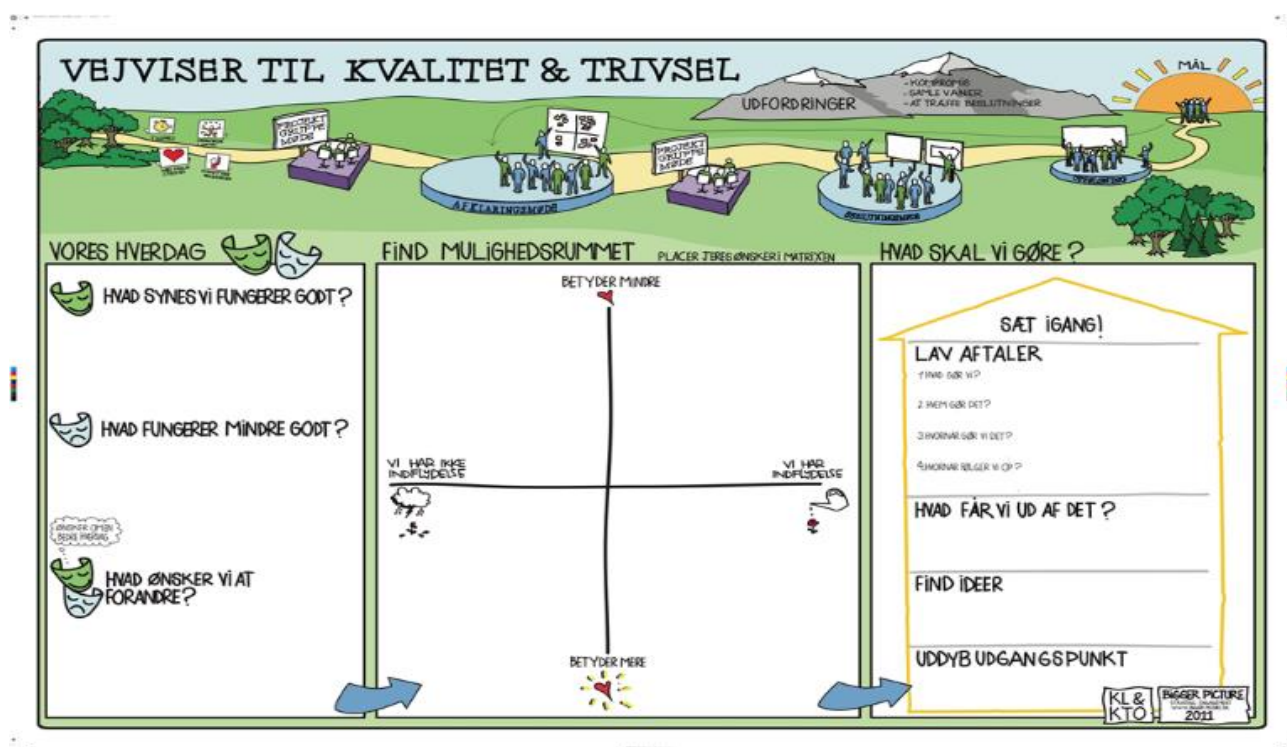 VEJVISER TIL KVALITET & TRIVSEL
MÅL
UDFORDRINGER
- KOMPROMIS
- GAMLE VANER
- AT TRÆFFE BESLUTNINGER
PROJEKT
GRUPPE
MØDE
AFKLARINGSMØDE
PROJEKT
GRUPPE
MØDE
BESLUTNINGSMØDE
VORES HVERDAG
HVAD SYNES VI FUNGERER GODT?
HVAD FUNGERER MINDRE GODT?
ØNSKER OM EN
BEDRE HVERDAG
HVAD ØNSKER VI AT
FORANDRE?
FIND MULIGHEDSRUMMET
PLACER JERES ØNSKER I MATRIXEN
BETYDER MINDRE
VI HAR IKKE
INDFLYDELSE
VI HAR
INDFLYDELSE
BETYDER MERE
HVAD SKAL VI GØRE?
SÆT IGANG!
LAV AFTALER
1 HVAD GØR VI?
2. HVEM GØR DET?
3. HVORNÅR GØR VI DET?
4. HVORNÅR FØLGER VI OP?
HVAD FÅR VI UD AF DET?
FIND IDEER
UDDYB UDGANGSPUNKT
KL &
KTO
BIGGER PICTURE
2011